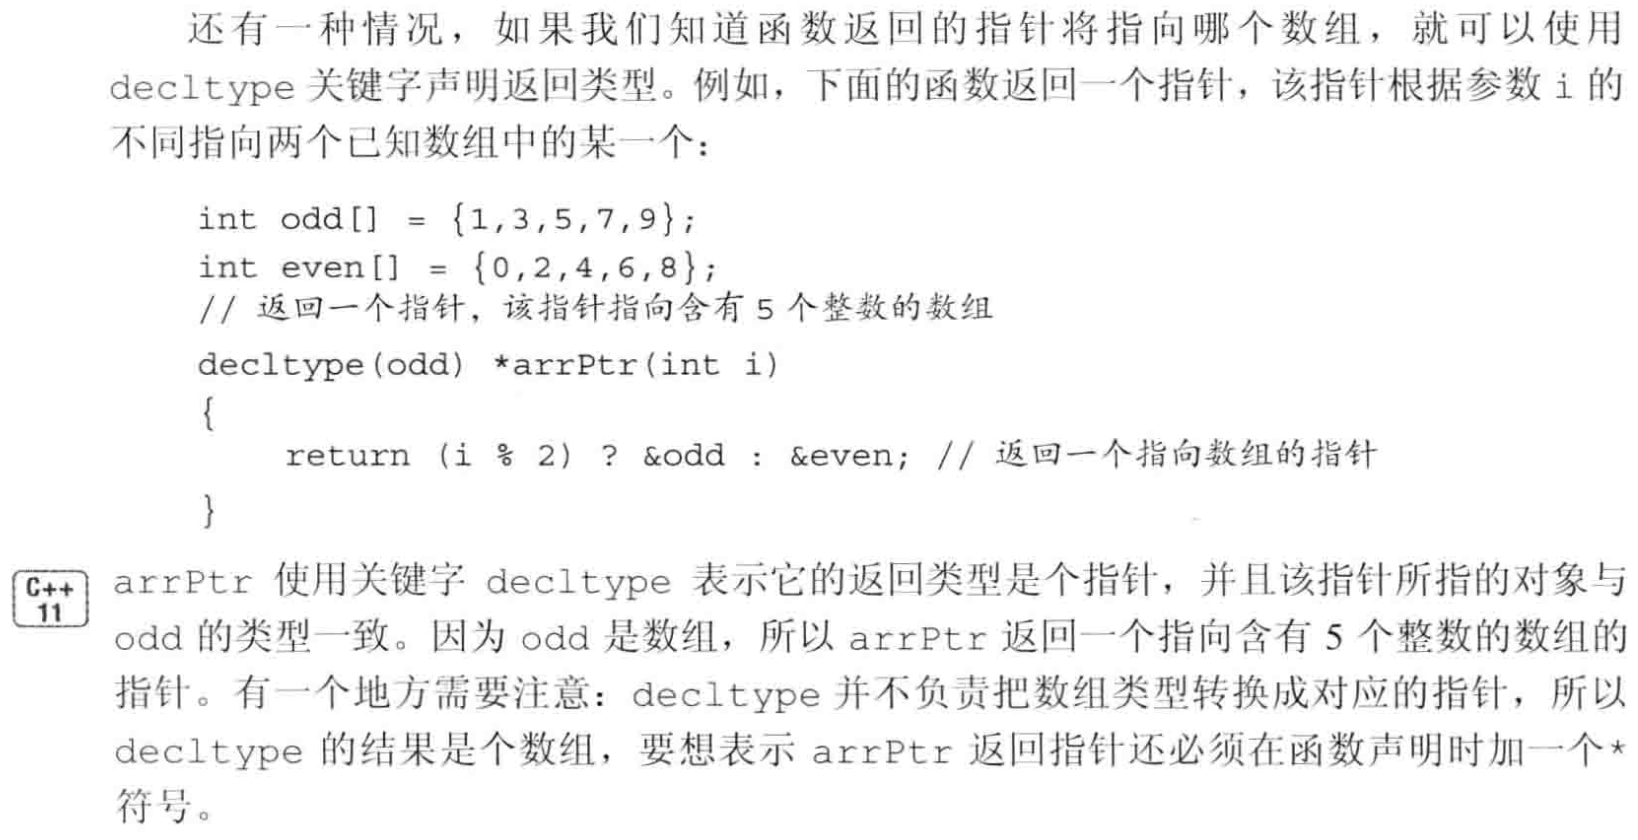 还有一种情况，如果我们知道函数返回的指针将指向哪个数组，就可以使用
decltype 关键字声明返回类型。例如，下面的函数返回一个指针，该指针根据参数 i 的
不同指向两个已知数组中的某一个：
int odd[] = {1,3,5,7,9};
int even[] = {0,2,4,6,8};
// 返回一个指针，该指针指向含有 5 个整数的数组
decltype(odd) *arrPtr(int i)
{
return (i % 2) ? &odd : &even; // 返回一个指向数组的指针
}
C++
11
arrPtr 使用关键字 decltype 表示它的返回类型是个指针，并且该指针所指的对象与
odd 的类型一致。因为 odd 是数组，所以 arrPtr 返回一个指向含有 5 个整数的数组的
指针。有一个地方需要注意：decltype 并不负责把数组类型转换成对应的指针，所以
decltype 的结果是个数组，要想表示 arrPtr 返回指针还必须在函数声明时加一个*
符号。